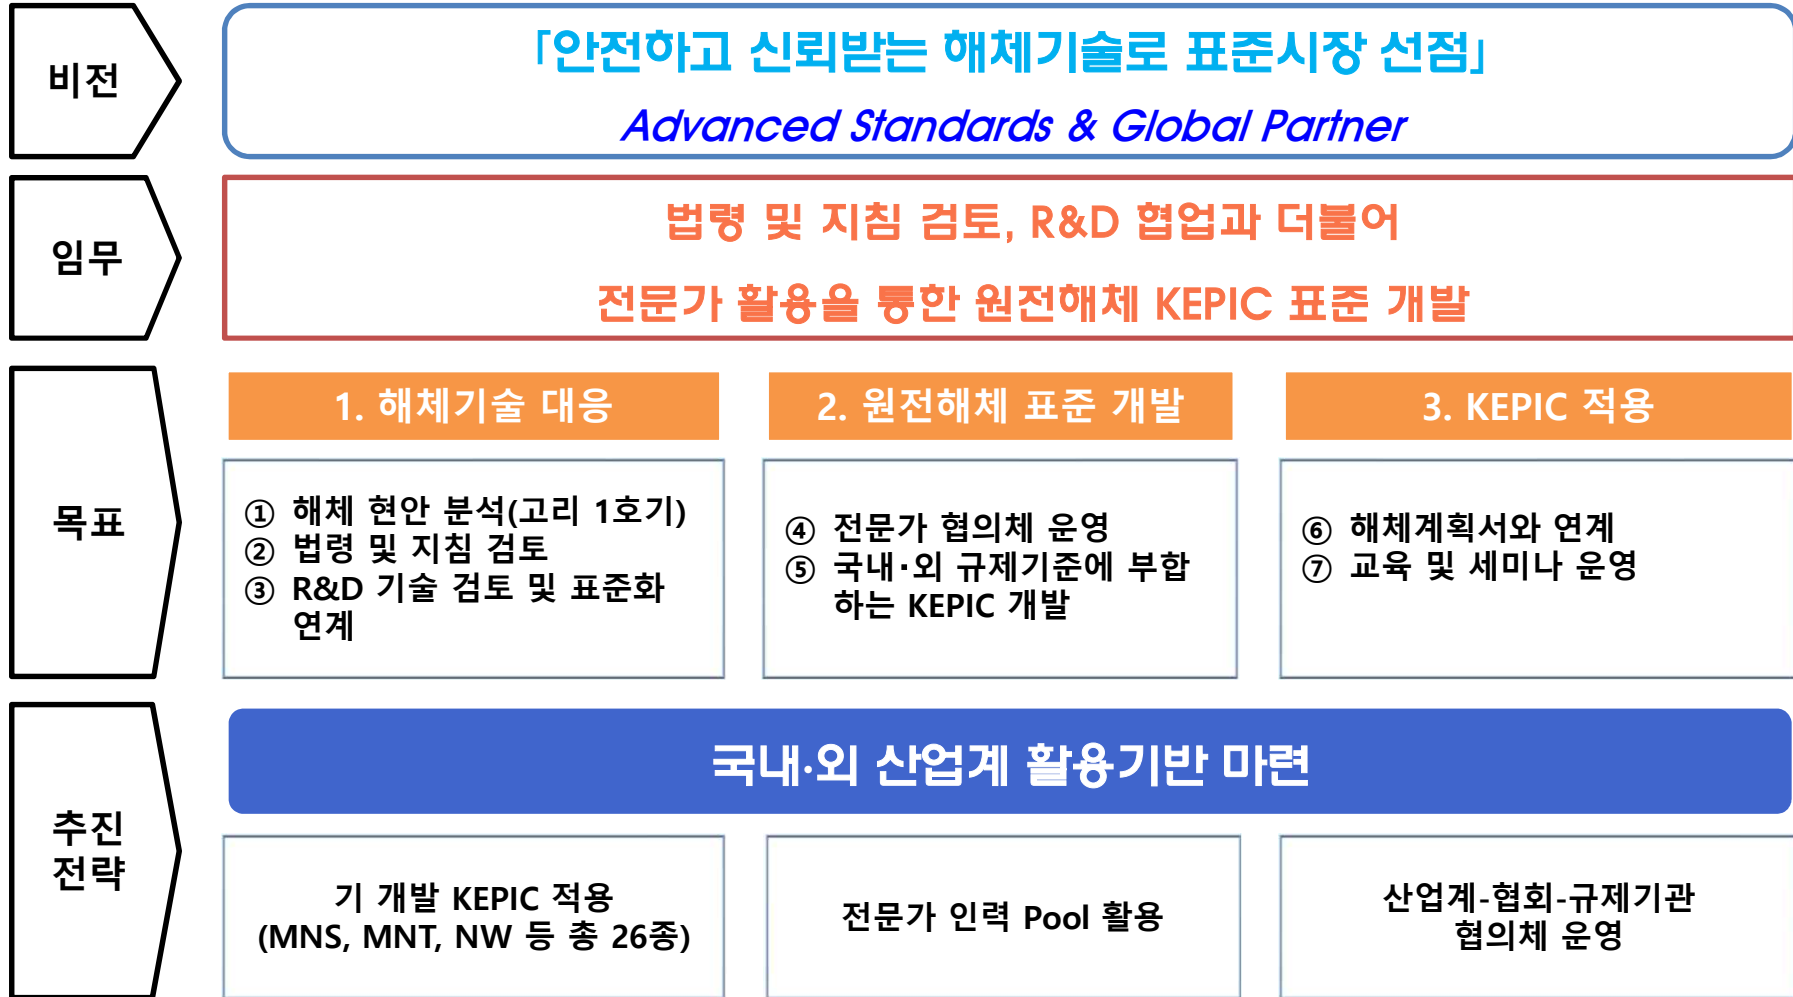 비전
「안전하고 신뢰받는 해체기술로 표준시장 선점」
Advanced Standards & Global Partner
임무
법령 및 지침 검토, R&D 협업과 더불어
전문가 활용을 통한 원전해체 KEPIC 표준 개발
목표
1. 해체기술 대응
① 해체 현안 분석(고리 1호기)
② 법령 및 지침 검토
③ R&D 기술 검토 및 표준화
연계
2. 원전해체 표준 개발
④ 전문가 협의체 운영
⑤ 국내·외 규제기준에 부합
하는 KEPIC 개발
3. KEPIC 적용
⑥ 해체계획서와 연계
⑦ 교육 및 세미나 운영
추진
전략
국내·외 산업계 활용기반 마련
기 개발 KEPIC 적용
(MNS, MNT, NW 등 총 26종)
전문가 인력 Pool 활용
산업계-협회-규제기관
협의체 운영